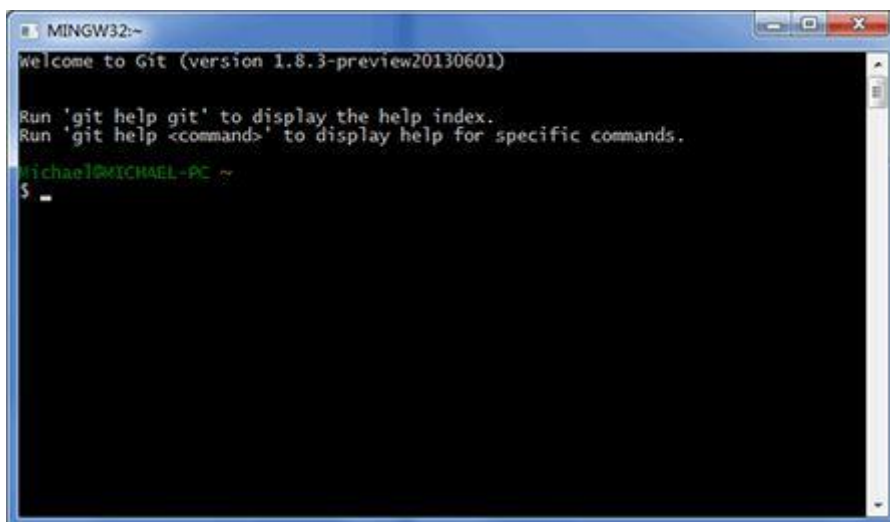 MINGW32:~
Welcome to Git (version 1.8.3-preview20130601)
Run 'git help git' to display the help index.
Run 'git help <command>' to display help for specific commands.
Michael@MICHAEL-PC ~
$